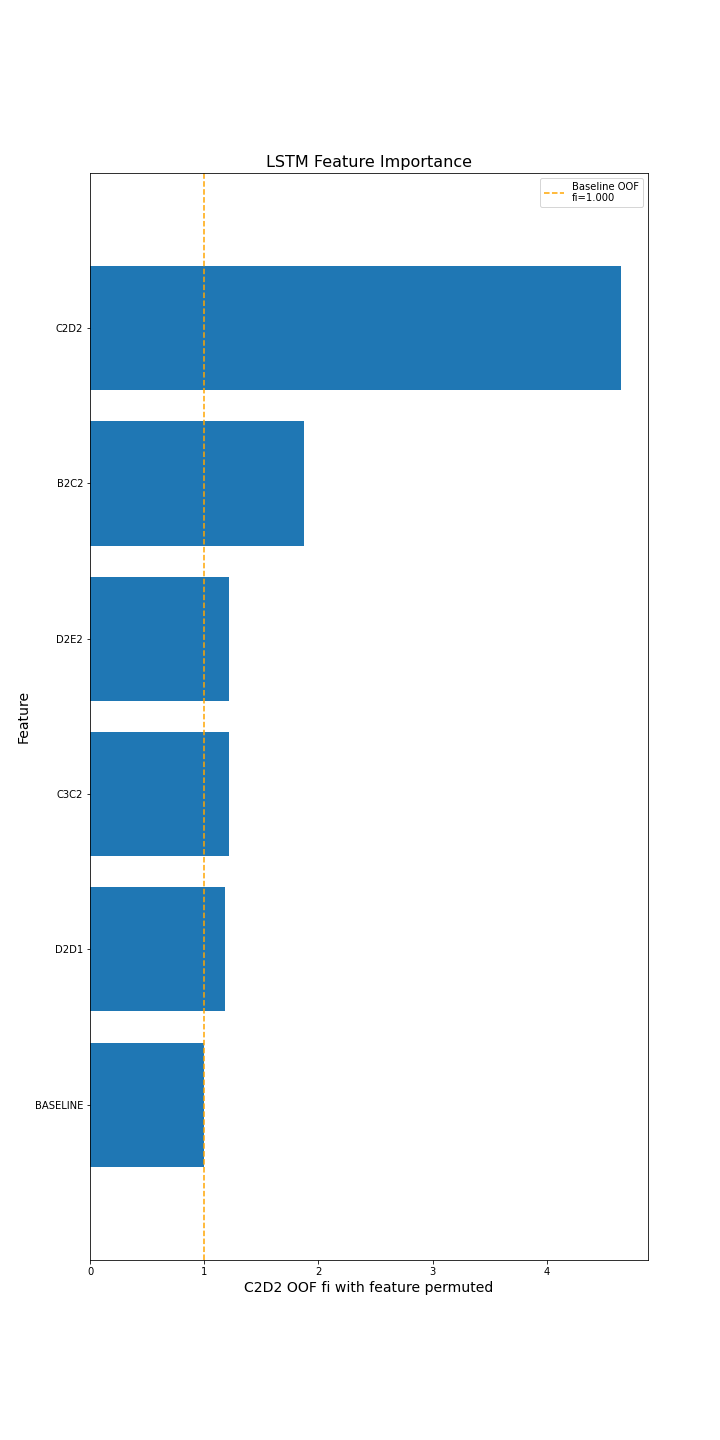 LSTM Feature Importance
Baseline OOF
fi=1.000
C2D2
B2C2
D2E2
C3C2
D2D1
BASELINE
Feature
0 1 2 3 4
C2D2 OOF fi with feature permuted